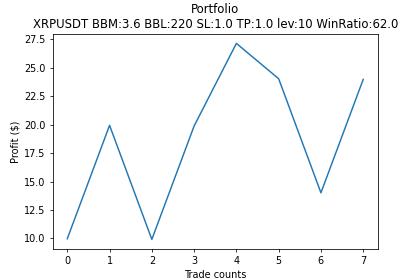 Portfolio
XRPUSDT BBM:3.6 BBL:220 SL:1.0 TP:1.0 lev:10 WinRatio:62.0
27.5
25.0
22.5
20.0
17.5
15.0
12.5
10.0
Profit ($)
0 1 2 3 4 5 6 7
Trade counts